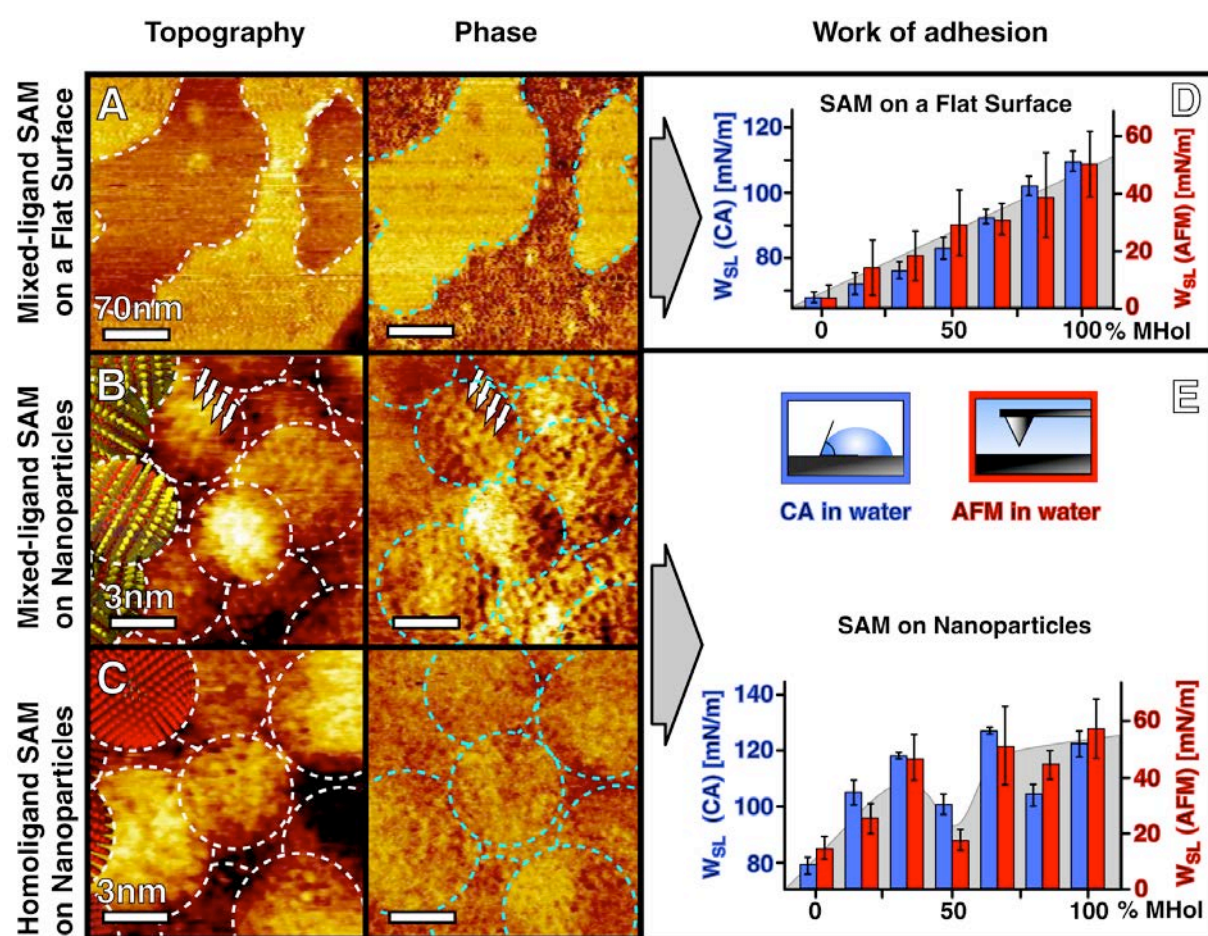 Topography
Phase
Work of adhesion
Mixed-ligand SAM
on a Flat Surface
A
70nm
D
SAM on a Flat Surface
W_SL (CA) [mN/m]
120
100
80
W_SL (AFM) [mN/m]
60
40
20
0
0 50 100 % MHol
Mixed-ligand SAM
on Nanoparticles
B
3nm
E
CA in water
AFM in water
Homoligand SAM
on Nanoparticles
C
3nm
SAM on Nanoparticles
W_SL (CA) [mN/m]
140
120
100
80
W_SL (AFM) [mN/m]
60
40
20
0
0 50 100 % MHol